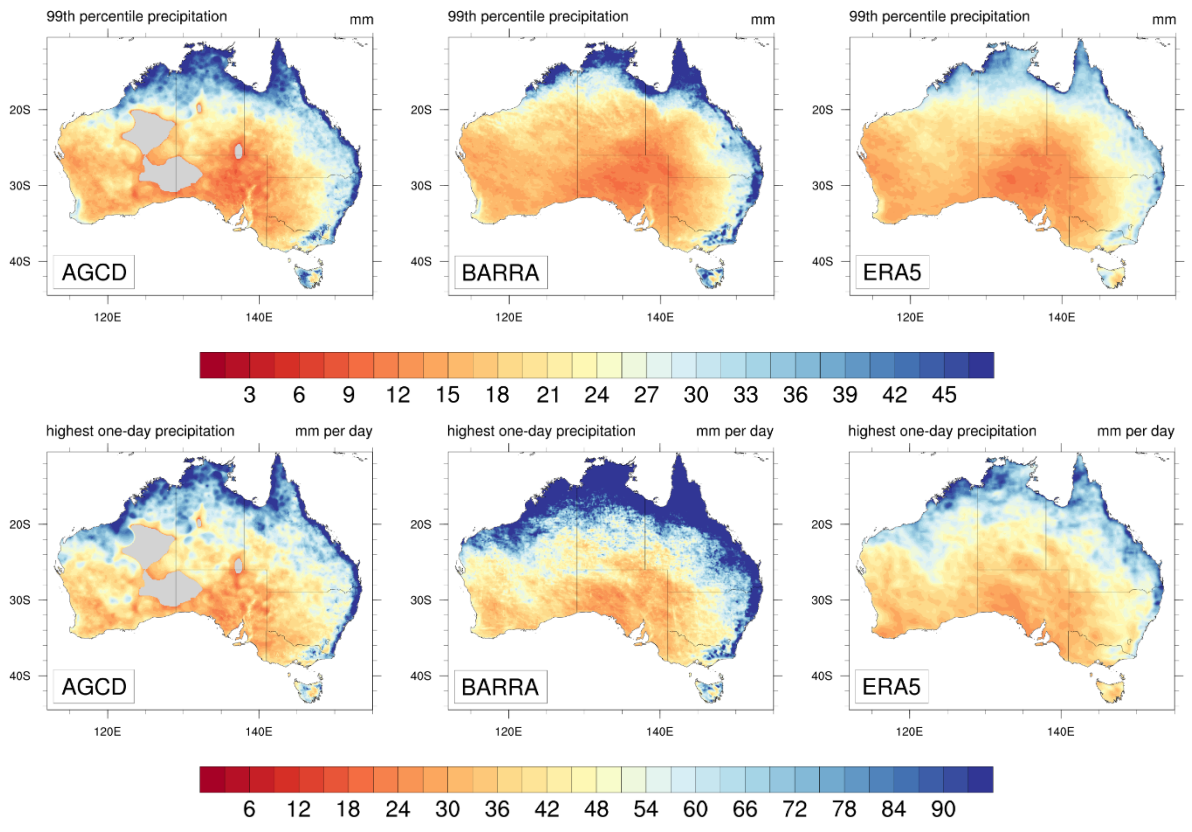 99th percentile precipitation mm
99th percentile precipitation mm
99th percentile precipitation mm
20S
30S
40S
AGCD
120E 140E
20S
30S
40S
BARRA
120E 140E
20S
30S
40S
ERA5
120E 140E
3 6 9 12 15 18 21 24 27 30 33 36 39 42 45
highest one-day precipitation mm per day
highest one-day precipitation mm per day
highest one-day precipitation mm per day
20S
30S
40S
AGCD
120E 140E
20S
30S
40S
BARRA
120E 140E
20S
30S
40S
ERA5
120E 140E
6 12 18 24 30 36 42 48 54 60 66 72 78 84 90